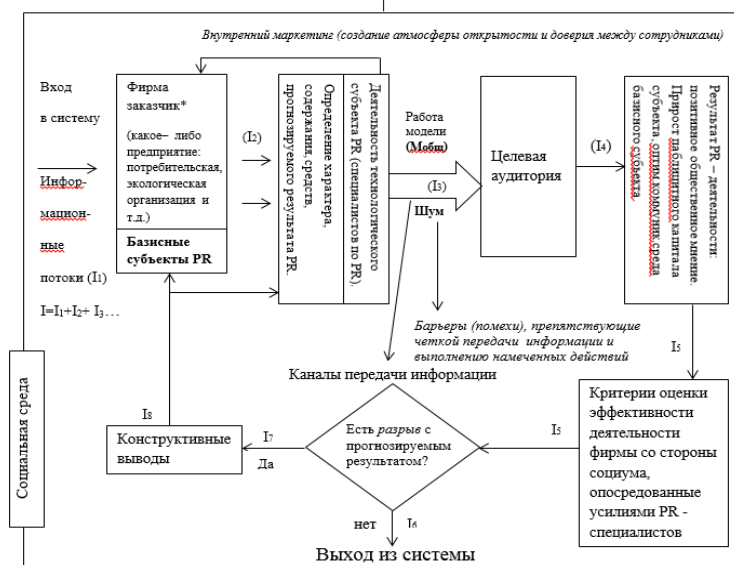 Внутренний маркетинг (создание атмосферы открытости и доверия между сотрудниками)
Вход
в систему
Инфор-
мацион-
ные
потоки (I1)
I=I1+I2+ I3…
Фирма
заказчик*
(какое– либо
предприятие:
потребительская,
экологическая
организация и
т.д.)
Базисные
субъекты PR
(I2)
Определение характера,
содержания, средств,
прогнозируемого результата PR.
Деятельность технологического
субъекта PR (специалистов по PR).
Работа
модели
(Мобщ)
(I3)
Шум
Целевая
аудитория
(I4)
Результат PR – деятельности:
позитивное общественное мнение.
Прирост паблицитного капитала
субъекта, оптим.коммуник.среда
базисного субъекта
Барьеры (помехи), препятствующие
четкой передачи информации и
выполнению намеченных действий
I5
Каналы передачи информации
Социальная среда
I8
Конструктивные
выводы
I7
Да
Есть разрыв с
прогнозируемым
результатом?
I5
Критерии оценки
эффективности
деятельности
фирмы со стороны
социума,
опосредованные
усилиями PR -
специалистов
нет
I6
Выход из системы